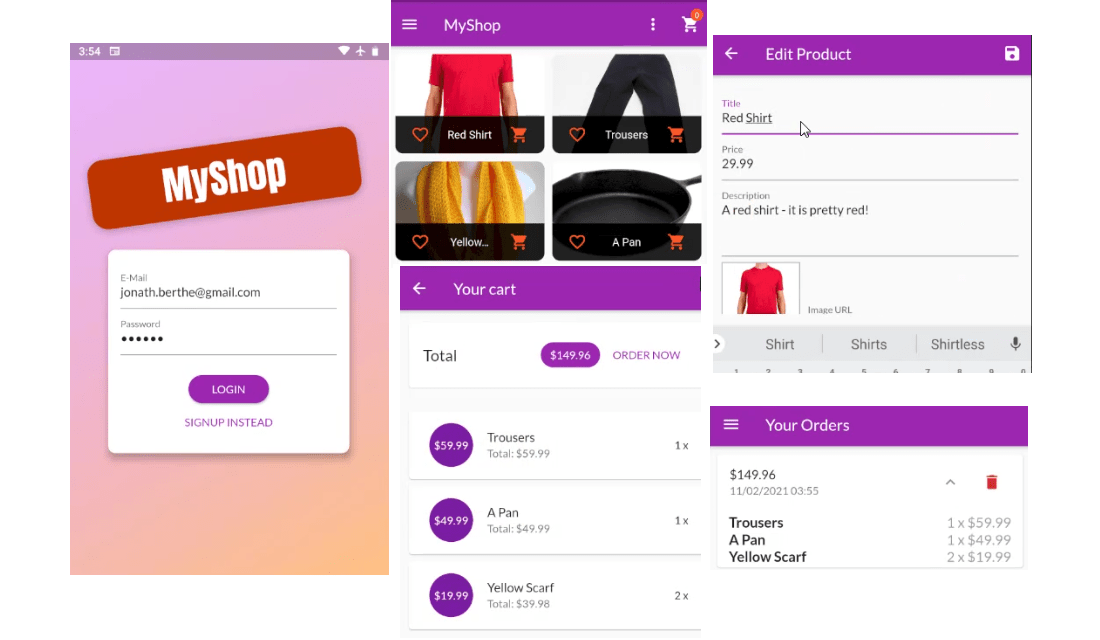 3:54
MyShop
E-Mail
jonath.berthe@gmail.com
Password
••••••
LOGIN
SIGNUP INSTEAD
MyShop
0
Red Shirt
Trousers
Yellow...
A Pan
Your cart
Total
$149.96
ORDER NOW
$59.99
Trousers
Total: $59.99
1 x
$49.99
A Pan
Total: $49.99
1 x
$19.99
Yellow Scarf
Total: $39.98
2 x
Edit Product
Title
Red Shirt
Price
29.99
Description
A red shirt - it is pretty red!
Image URL
Shirt Shirts Shirtless
1 2 3 4 5 6 7 8 9 0
Your Orders
$149.96
11/02/2021 03:55
Trousers 1 x $59.99
A Pan 1 x $49.99
Yellow Scarf 2 x $19.99